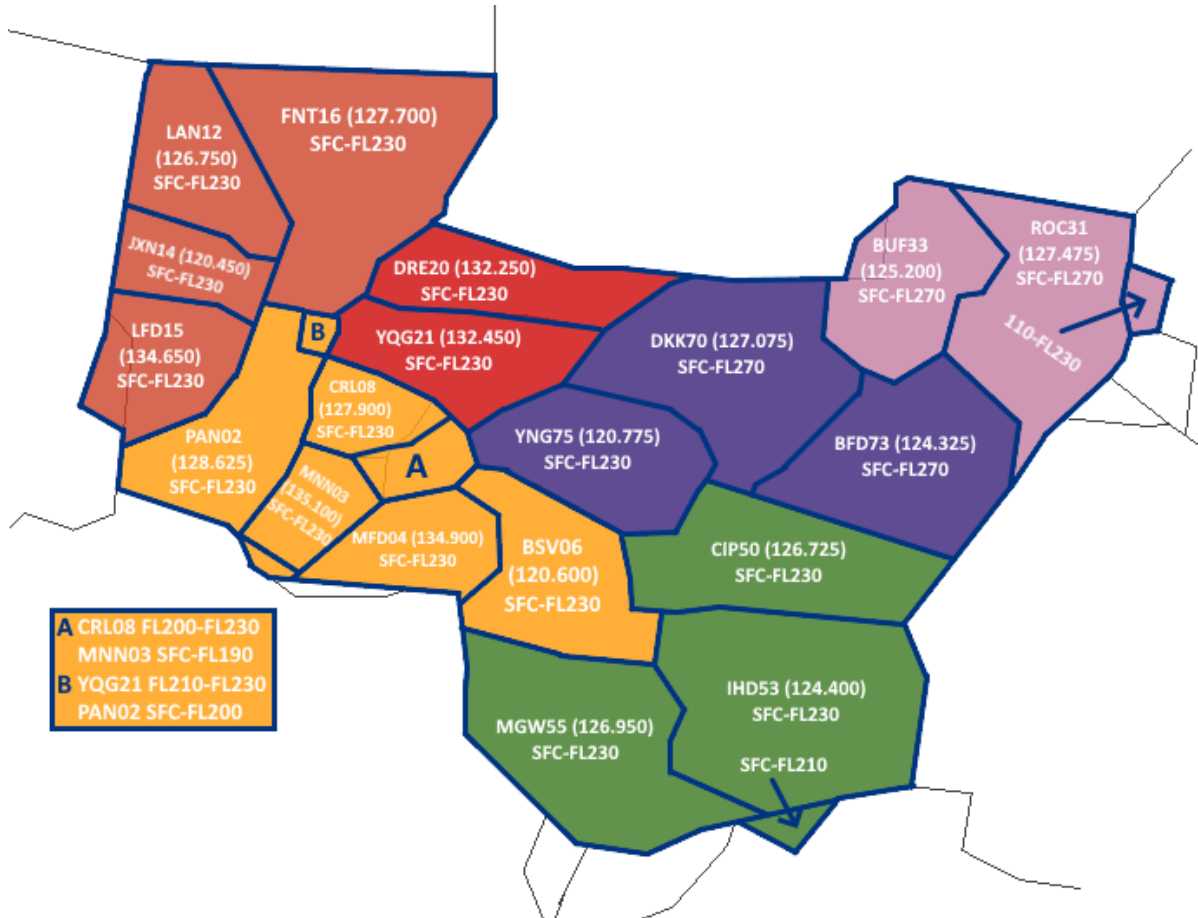 FNT16 (127.700)
SFC-FL230
LAN12
(126.750)
SFC-FL230
JXN14 (120.450)
SFC-FL230
LFD15
(134.650)
SFC-FL230
DRE20 (132.250)
SFC-FL230
YQG21 (132.450)
SFC-FL230
B
CRL08
(127.900)
SFC-FL230
PAN02
(128.625)
SFC-FL230
A
MNN03
(135.100)
SFC-FL230
MFD04 (134.900)
SFC-FL230
BSV06
(120.600)
SFC-FL230
DKK70 (127.075)
SFC-FL270
YNG75 (120.775)
SFC-FL230
BUF33
(125.200)
SFC-FL270
ROC31
(127.475)
SFC-FL270
110-FL230
BFD73 (124.325)
SFC-FL270
CIP50 (126.725)
SFC-FL230
IHD53 (124.400)
SFC-FL230
SFC-FL210
MGW55 (126.950)
SFC-FL230
A CRL08 FL200-FL230
MNN03 SFC-FL190
B YQG21 FL210-FL230
PAN02 SFC-FL200